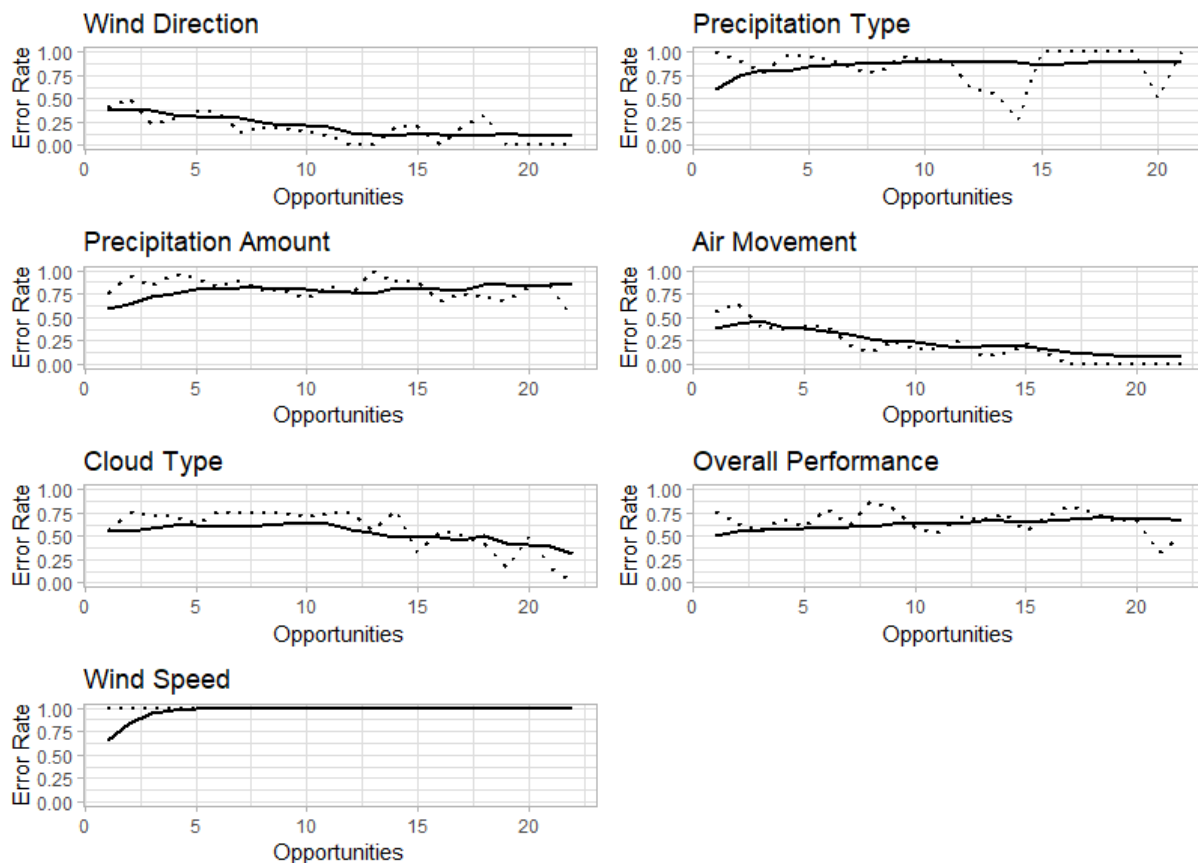 Wind Direction
Error Rate
1.00
0.75
0.50
0.25
0.00
0 5 10 15 20
Opportunities
Precipitation Type
Error Rate
1.00
0.75
0.50
0.25
0.00
0 5 10 15 20
Opportunities
Precipitation Amount
Error Rate
1.00
0.75
0.50
0.25
0.00
0 5 10 15 20
Opportunities
Air Movement
Error Rate
1.00
0.75
0.50
0.25
0.00
0 5 10 15 20
Opportunities
Cloud Type
Error Rate
1.00
0.75
0.50
0.25
0.00
0 5 10 15 20
Opportunities
Overall Performance
Error Rate
1.00
0.75
0.50
0.25
0.00
0 5 10 15 20
Opportunities
Wind Speed
Error Rate
1.00
0.75
0.50
0.25
0.00
0 5 10 15 20
Opportunities